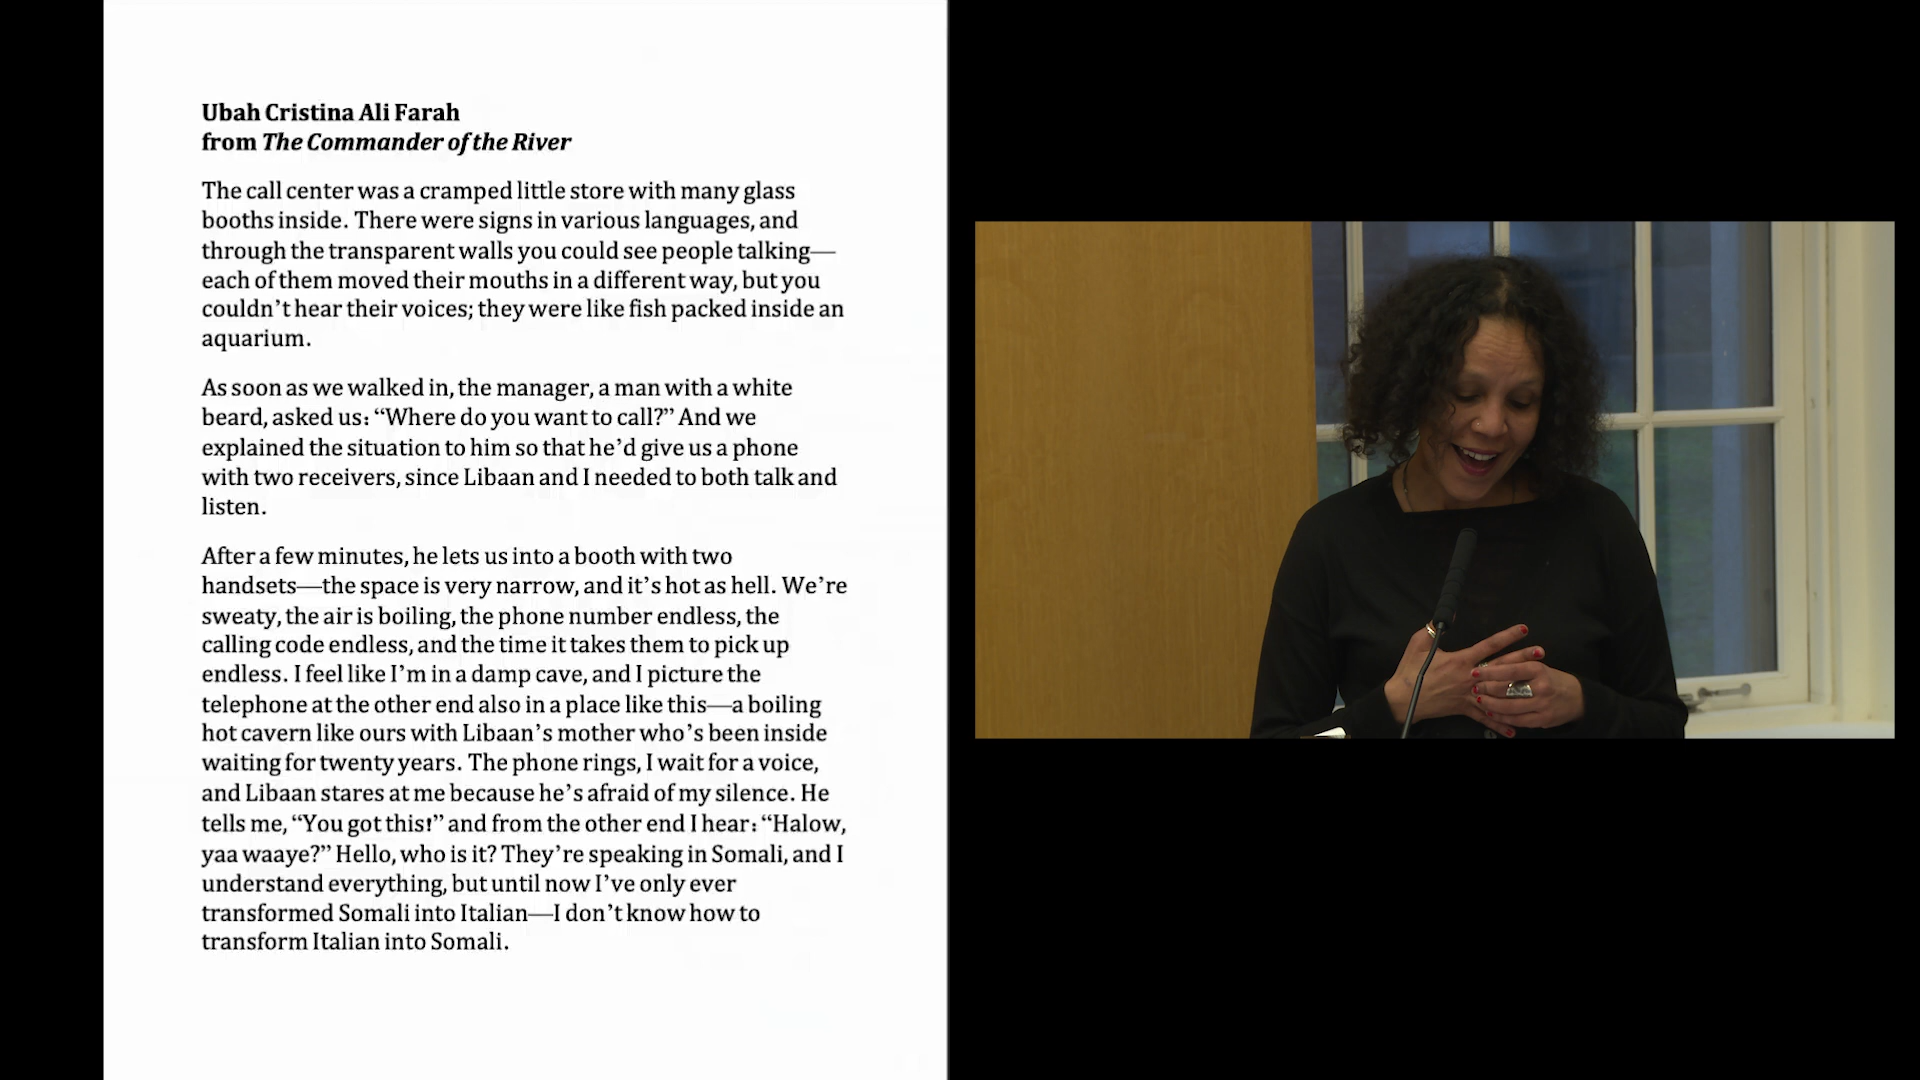 Ubah Cristina Ali Farah
from The Commander of the River
The call center was a cramped little store with many glass
booths inside. There were signs in various languages, and
through the transparent walls you could see people talking—
each of them moved their mouths in a different way, but you
couldn’t hear their voices; they were like fish packed inside an
aquarium.
As soon as we walked in, the manager, a man with a white
beard, asked us: “Where do you want to call?” And we
explained the situation to him so that he’d give us a phone
with two receivers, since Libaan and I needed to both talk and
listen.
After a few minutes, he lets us into a booth with two
handsets—the space is very narrow, and it’s hot as hell. We’re
sweaty, the air is boiling, the phone number endless, the
calling code endless, and the time it takes them to pick up
endless. I feel like I’m in a damp cave, and I picture the
telephone at the other end also in a place like this—a boiling
hot cavern like ours with Libaan’s mother who’s been inside
waiting for twenty years. The phone rings, I wait for a voice,
and Libaan stares at me because he’s afraid of my silence. He
tells me, “You got this!” and from the other end I hear: “Halow,
yaa waaye?” Hello, who is it? They’re speaking in Somali, and I
understand everything, but until now I’ve only ever
transformed Somali into Italian—I don’t know how to
transform Italian into Somali.